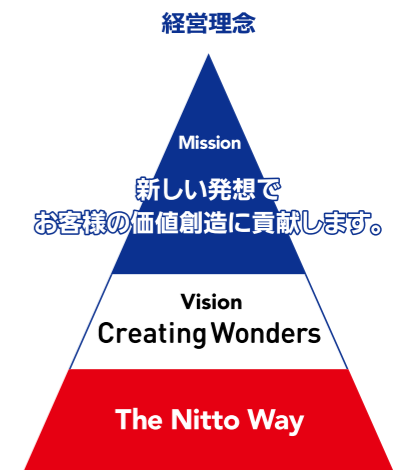 経営理念
Mission
新しい発想で
お客様の価値創造に貢献します。
Vision
Creating Wonders
The Nitto Way